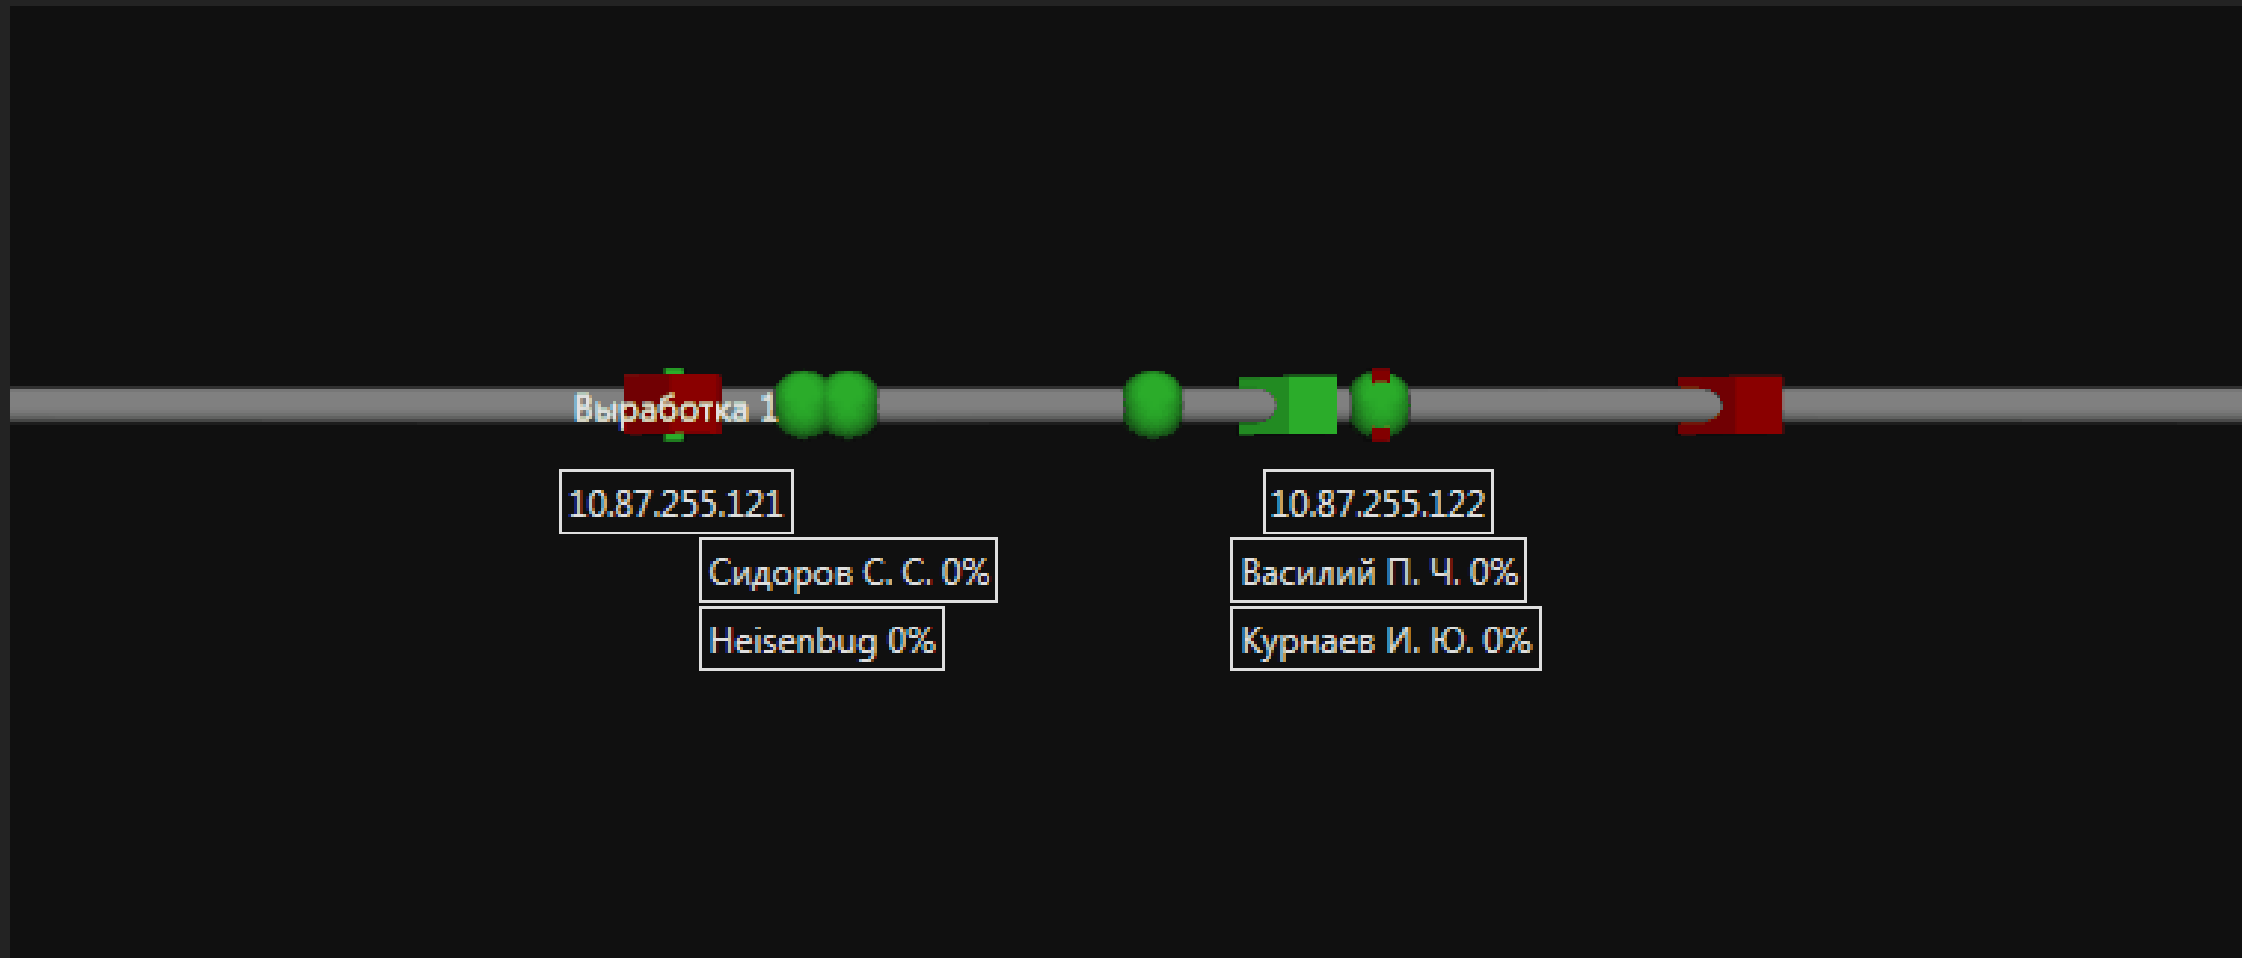 Выработка 1
10.87.255.121
Сидоров С. С. 0%
Heisenbug 0%
10.87.255.122
Василий П. Ч. 0%
Курнаев И. Ю. 0%